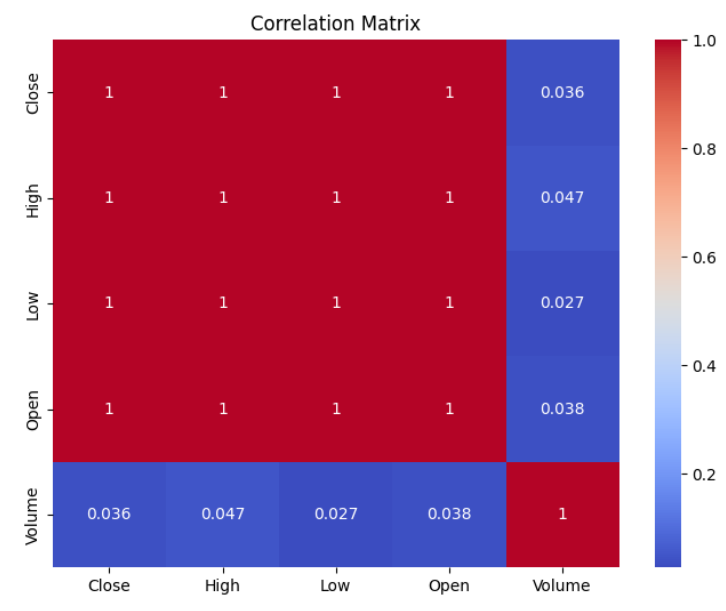 Correlation Matrix
Close 1 1 1 1 0.036
High 1 1 1 1 0.047
Low 1 1 1 1 0.027
Open 1 1 1 1 0.038
Volume 0.036 0.047 0.027 0.038 1
Close High Low Open Volume
1.0
0.8
0.6
0.4
0.2